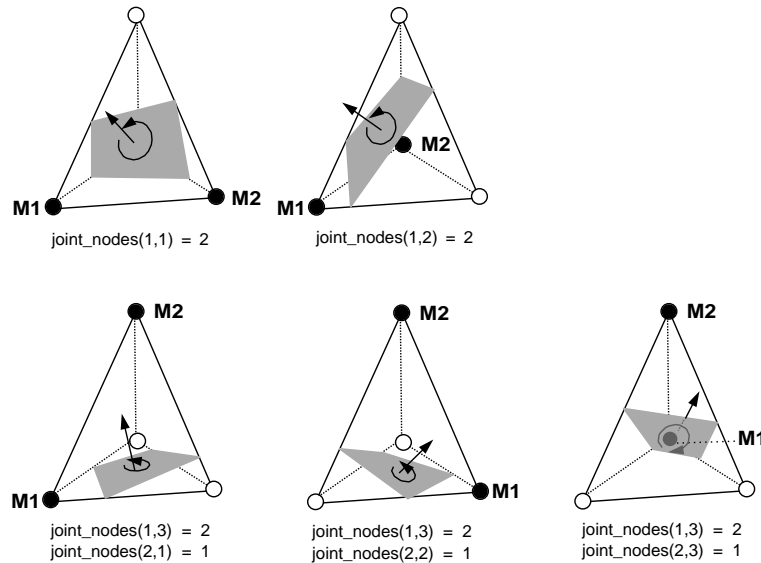 M2
M1
M2
M1
joint_nodes(1,1) = 2
joint_nodes(1,2) = 2
M2
M2
M2
M1
M1
M1
joint_nodes(1,3) = 2
joint_nodes(2,1) = 1
joint_nodes(1,3) = 2
joint_nodes(2,2) = 1
joint_nodes(1,3) = 2
joint_nodes(2,3) = 1